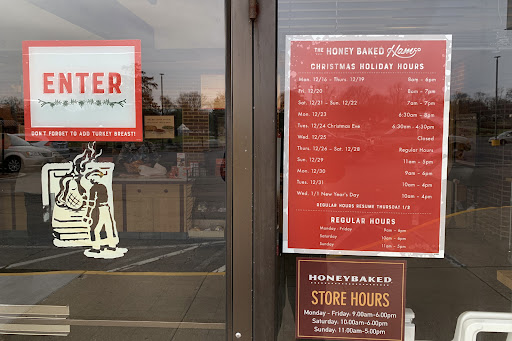 ENTER
DON'T FORGET TO ADD TURKEY BREAST!
THE HONEY BAKED Ham CO
CHRISTMAS HOLIDAY HOURS
Mon. 12/16 - Thurs. 12/19 8am - 6pm
Fri. 12/20 8am - 7pm
Sat. 12/21 - Sun. 12/22 7am - 7pm
Mon. 12/23 6:30am - 8pm
Tues. 12/24 Christmas Eve 6:30am - 4:30pm
Wed. 12/25 Closed
Thurs. 12/26 - Sat. 12/28 Regular Hours
Sun. 12/29 11am - 5pm
Mon. 12/30 9am - 6pm
Tues. 12/31 10am - 4pm
Wed. 1/1 New Year's Day 10am - 4pm
REGULAR HOURS RESUME THURSDAY 1/2
REGULAR HOURS
Monday - Friday 9am - 6pm
Saturday 10am - 6pm
Sunday 11am - 5pm
HONEYBAKED
STORE HOURS
Monday - Friday: 9:00am-6:00pm
Saturday: 10:00am-6:00pm
Sunday: 11:00am-5:00pm